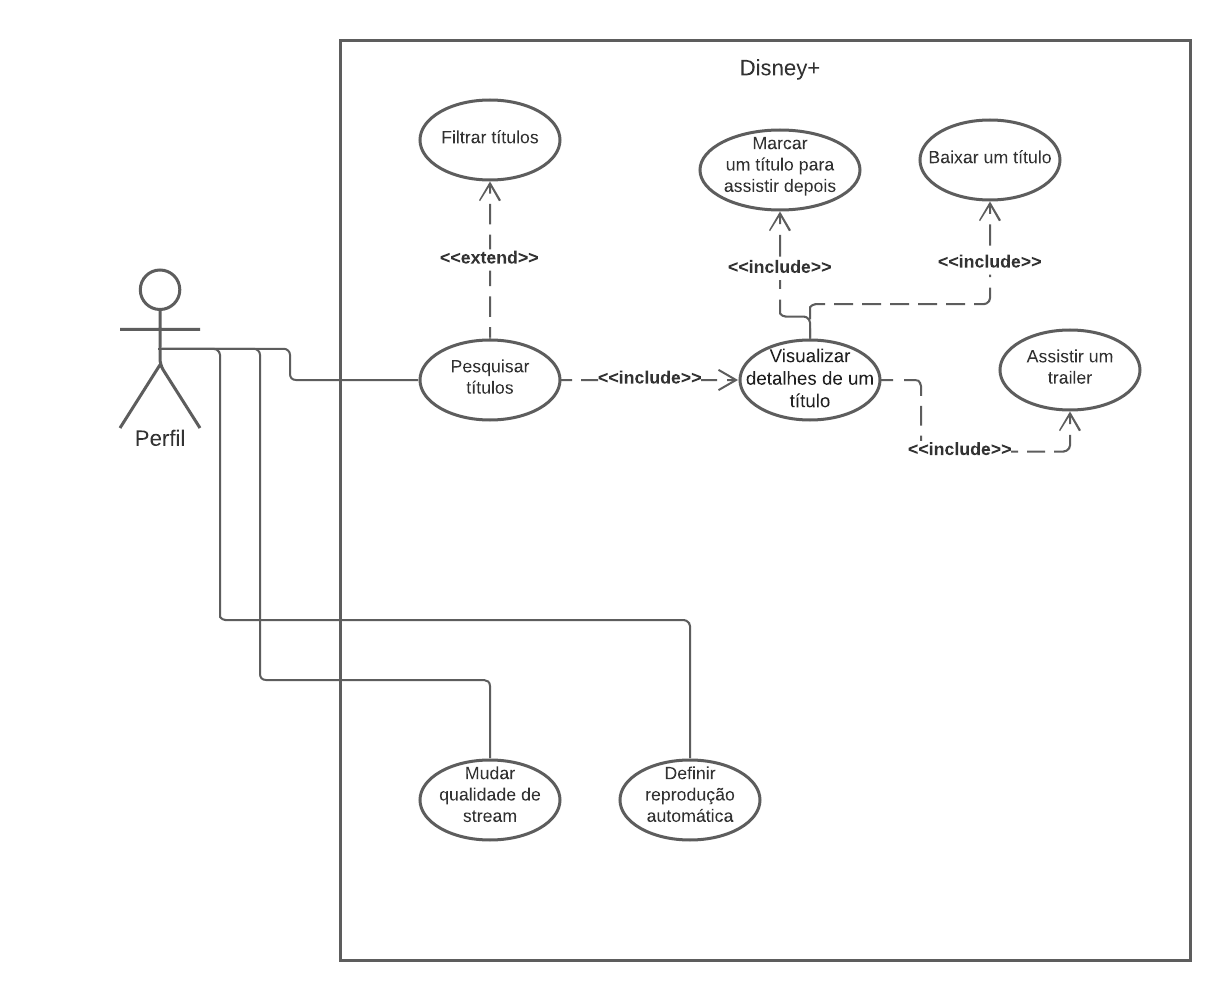 Disney+
Filtrar títulos
Marcar
um título para
assistir depois
Baixar um título
<<extend>>
<<include>>
<<include>>
Perfil
Pesquisar
títulos
<<include>>
Visualizar
detalhes de um
título
Assistir um
trailer
<<include>>
Mudar
qualidade de
stream
Definir
reprodução
automática